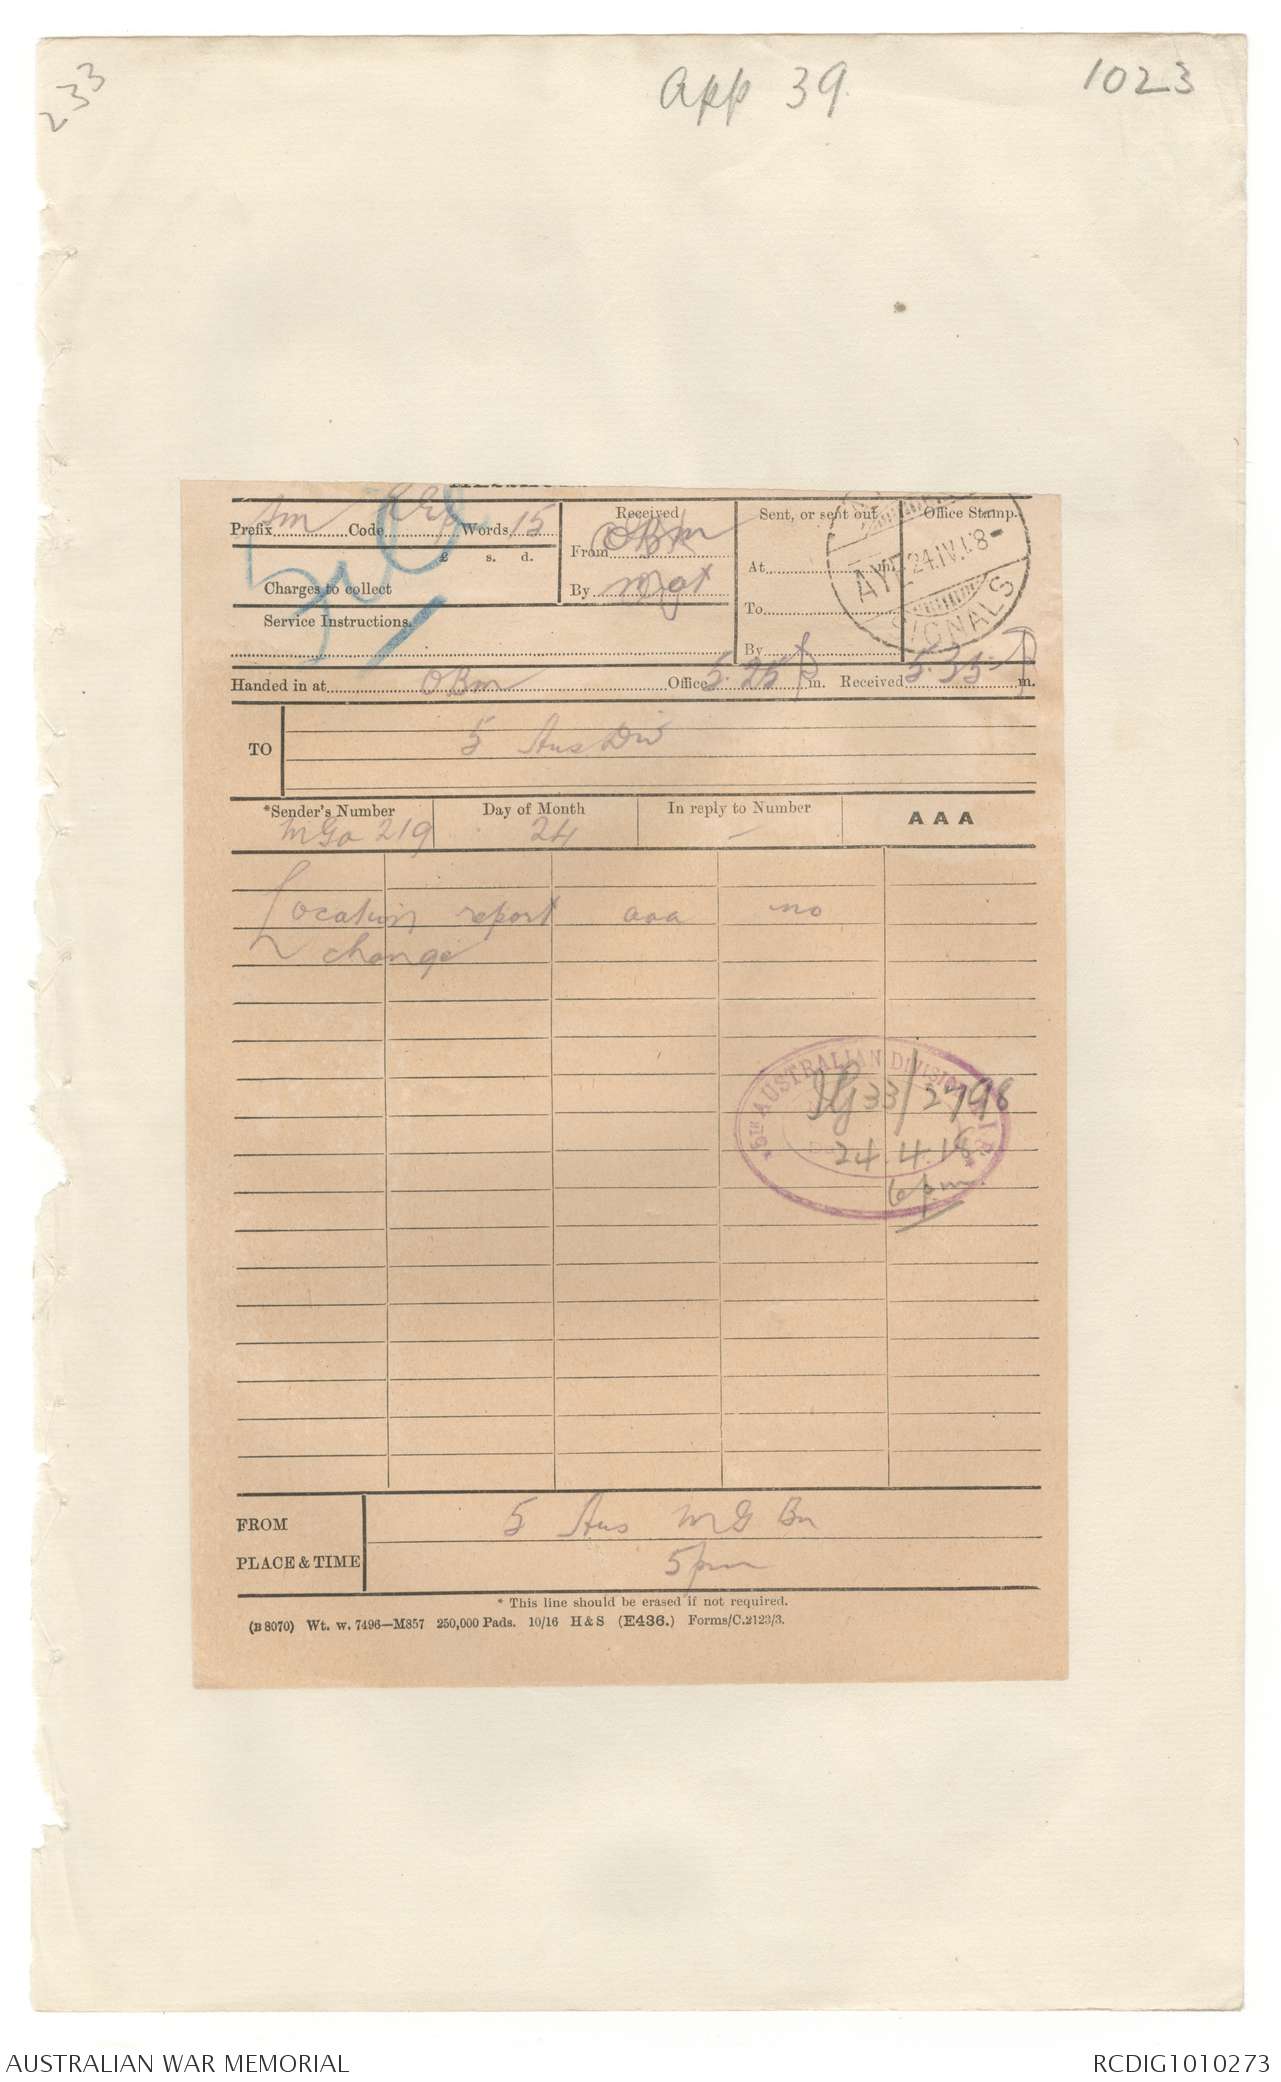 233
App 39
1023
Prefix Sm Code Words 15
Received
From OBM
By
Sent, or sent out
At m.
To
By
Office Stamp.
AYE 24.IV.18-
SIGNALS
£ s. d.
Charges to collect
Service Instructions.
Handed in at OBm Office 5.25 p m. Received 5.35 p m.
TO 5 Aus Div
*Sender's Number
Day of Month
In reply to Number
AAA
MGa 219
24
—
Location report aaa no
change
5TH AUSTRALIAN DIVISION
33/2798
24.4.18
6pm.
FROM 5 Aus MG Bn
PLACE & TIME 5pm
* This line should be erased if not required.
(B 8070) Wt. w. 7496—M857 250,000 Pads. 10/16 H & S (E436.) Forms/C.2123/3.
AUSTRALIAN WAR MEMORIAL
RCDIG1010273